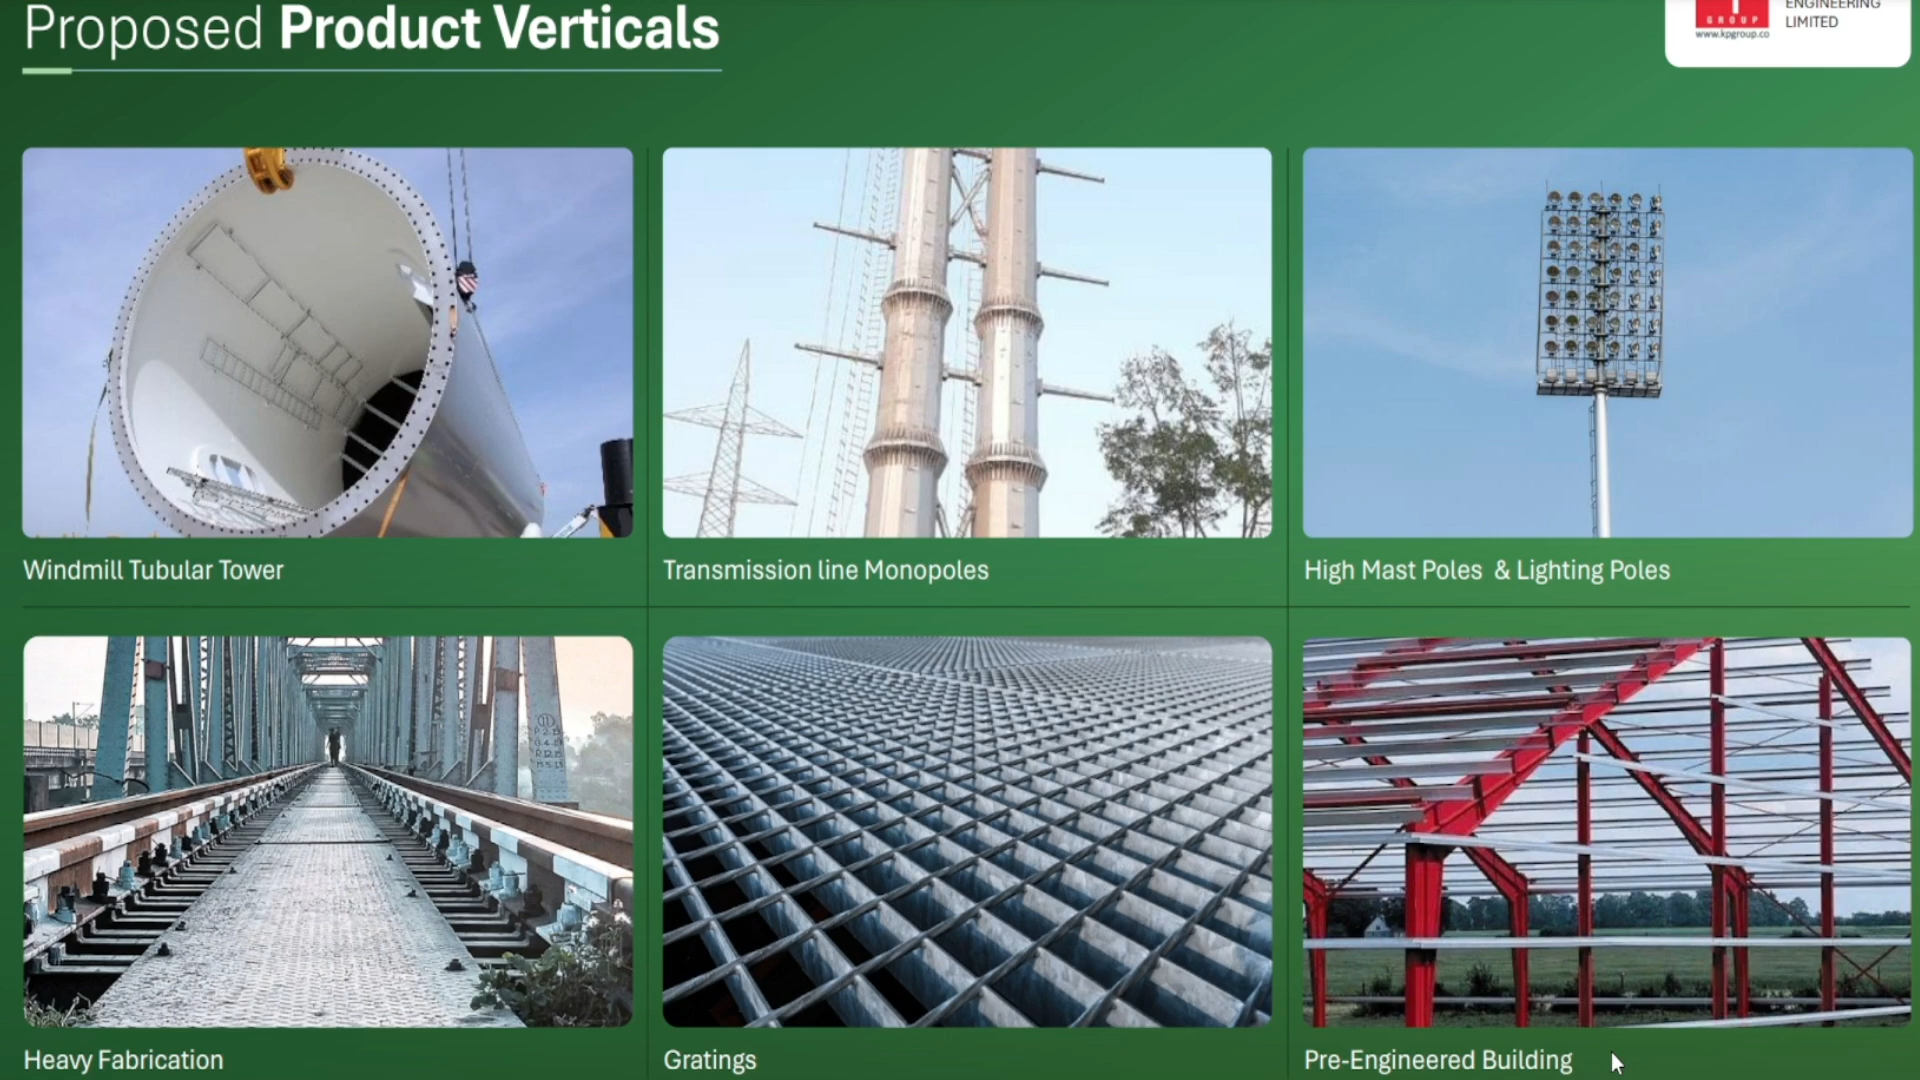 Proposed Product Verticals
GROUP
www.kpgroup.co
ENGINEERING
LIMITED
Windmill Tubular Tower
Transmission line Monopoles
High Mast Poles & Lighting Poles
Heavy Fabrication
Gratings
Pre-Engineered Building